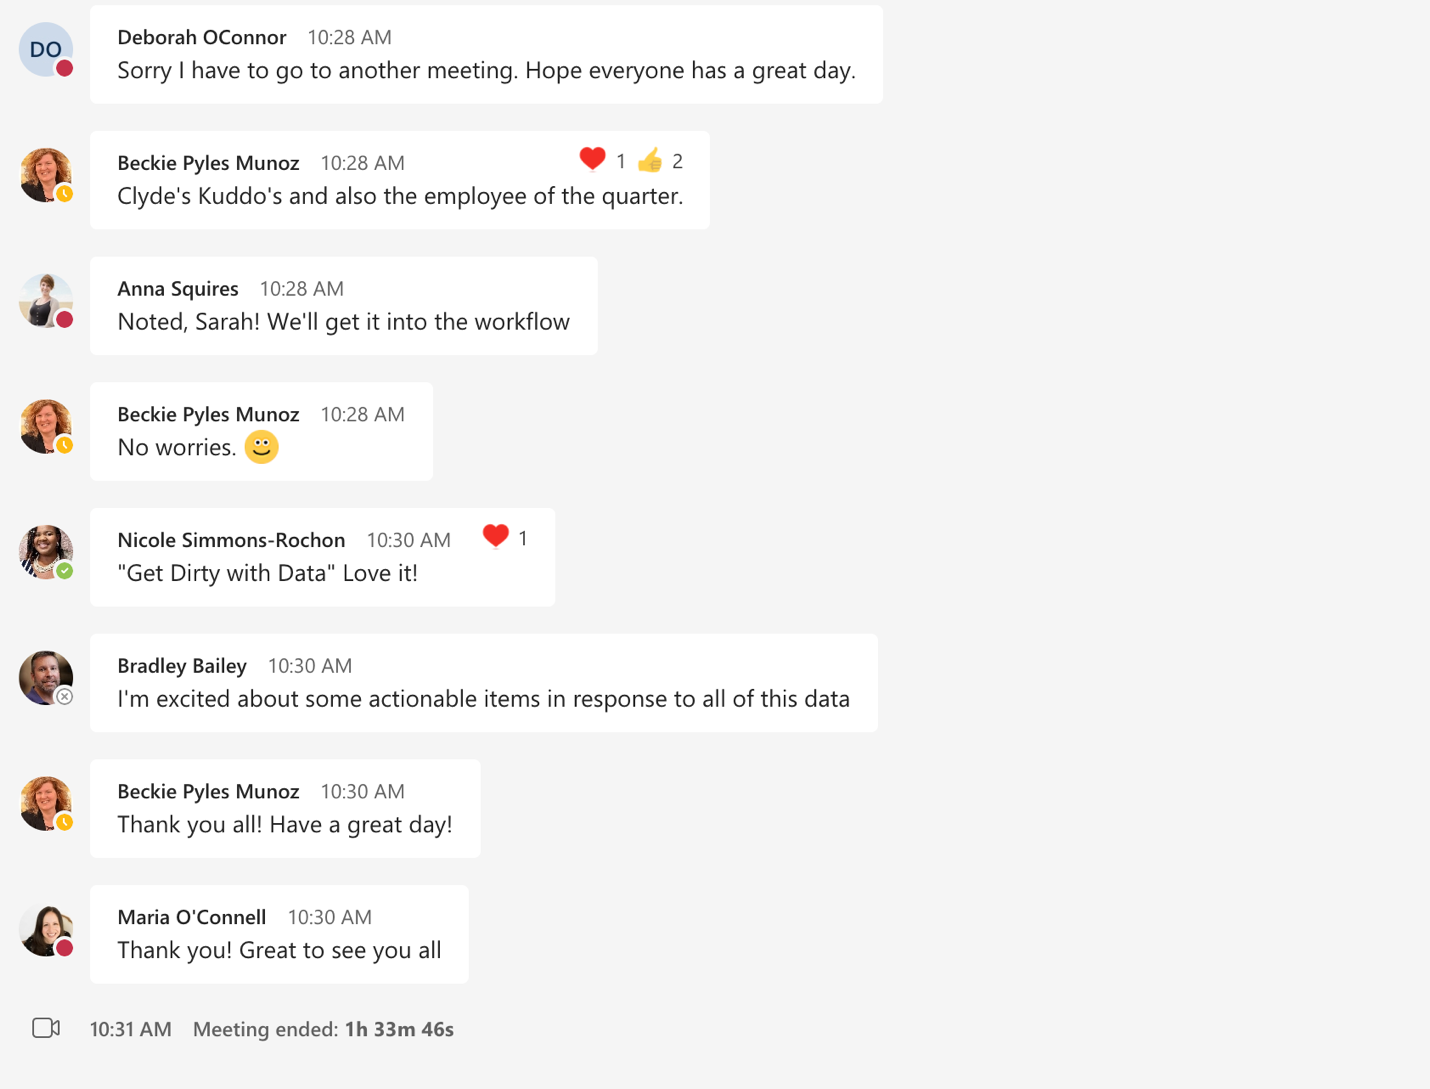 DO
Deborah OConnor 10:28 AM
Sorry I have to go to another meeting. Hope everyone has a great day.
Beckie Pyles Munoz 10:28 AM ❤️ 1 👍 2
Clyde's Kuddo's and also the employee of the quarter.
Anna Squires 10:28 AM
Noted, Sarah! We'll get it into the workflow
Beckie Pyles Munoz 10:28 AM
No worries. 🙂
Nicole Simmons-Rochon 10:30 AM ❤️ 1
"Get Dirty with Data" Love it!
Bradley Bailey 10:30 AM
I'm excited about some actionable items in response to all of this data
Beckie Pyles Munoz 10:30 AM
Thank you all! Have a great day!
Maria O'Connell 10:30 AM
Thank you! Great to see you all
10:31 AM Meeting ended: 1h 33m 46s